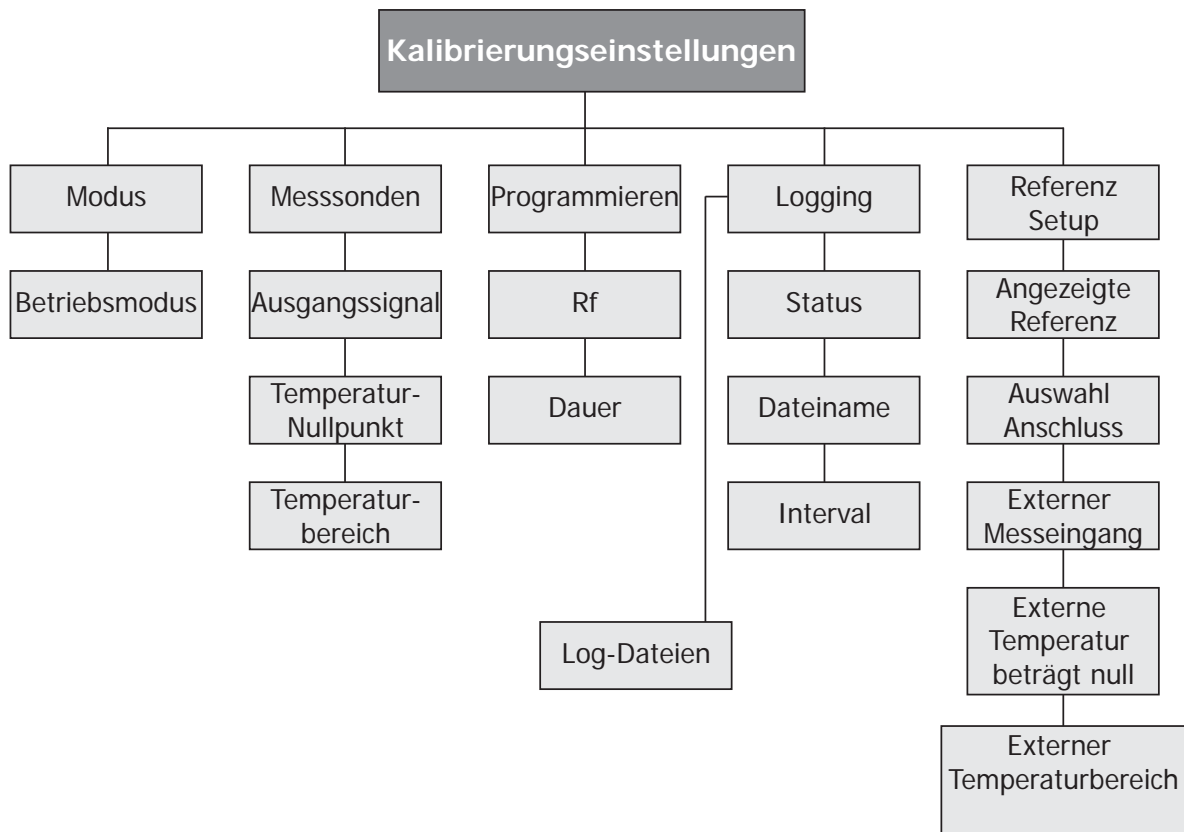 Kalibrierungseinstellungen
Modus
Betriebsmodus
Messsonden
Ausgangssignal
Temperatur-
Nullpunkt
Temperatur-
bereich
Programmieren
Rf
Dauer
Logging
Status
Dateiname
Interval
Log-Dateien
Referenz
Setup
Angezeigte
Referenz
Auswahl
Anschluss
Externer
Messeingang
Externe
Temperatur
beträgt null
Externer
Temperaturbereich